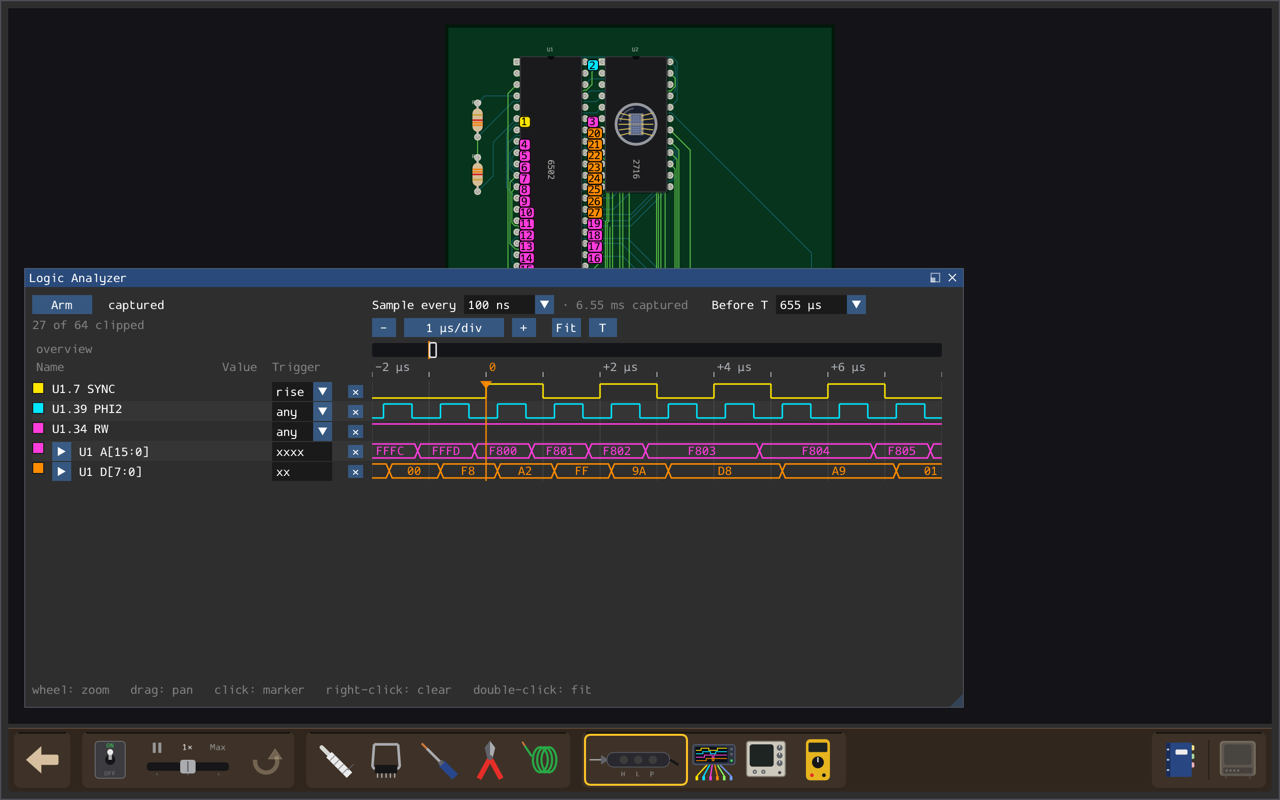 U1 U2
2
1 3
20
4 21
5 22
6 23
7 24
8 25
9 26
10 27
11 19
12 18
13 17
14 16
6502 2716
Logic Analyzer
Arm captured Sample every 100 ns · 6.55 ms captured Before T 655 µs
27 of 64 clipped − 1 µs/div + Fit T
overview
Name Value Trigger −2 µs 0 +2 µs +4 µs +6 µs
U1.7 SYNC rise ×
U1.39 PHI2 any ×
U1.34 RW any ×
U1 A[15:0] xxxx × FFFC FFFD F800 F801 F802 F803 F804 F805
U1 D[7:0] xx × 00 F8 A2 FF 9A D8 A9 01
wheel: zoom drag: pan click: marker right-click: clear double-click: fit
ON
OFF
1× Max
H L P